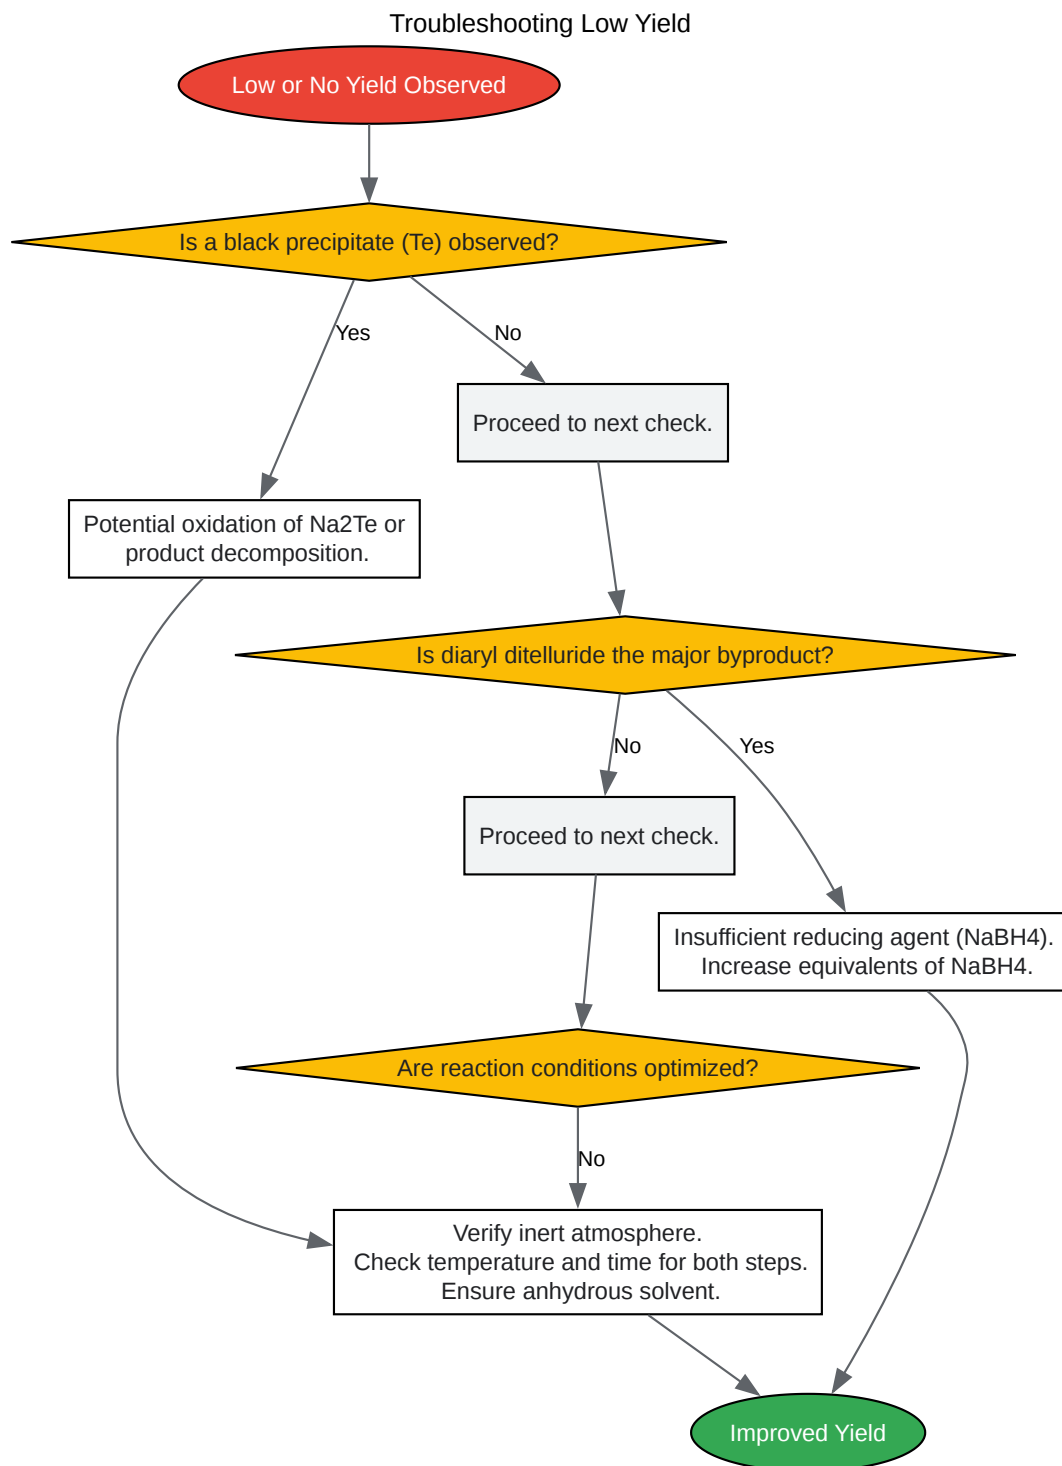 Troubleshooting Low Yield
Low or No Yield Observed
Is a black precipitate (Te) observed?
Yes
No
Proceed to next check.
Potential oxidation of Na2Te or
product decomposition.
Is diaryl ditelluride the major byproduct?
No
Yes
Proceed to next check.
Insufficient reducing agent (NaBH4).
Increase equivalents of NaBH4.
Are reaction conditions optimized?
No
Verify inert atmosphere.
Check temperature and time for both steps.
Ensure anhydrous solvent.
Improved Yield